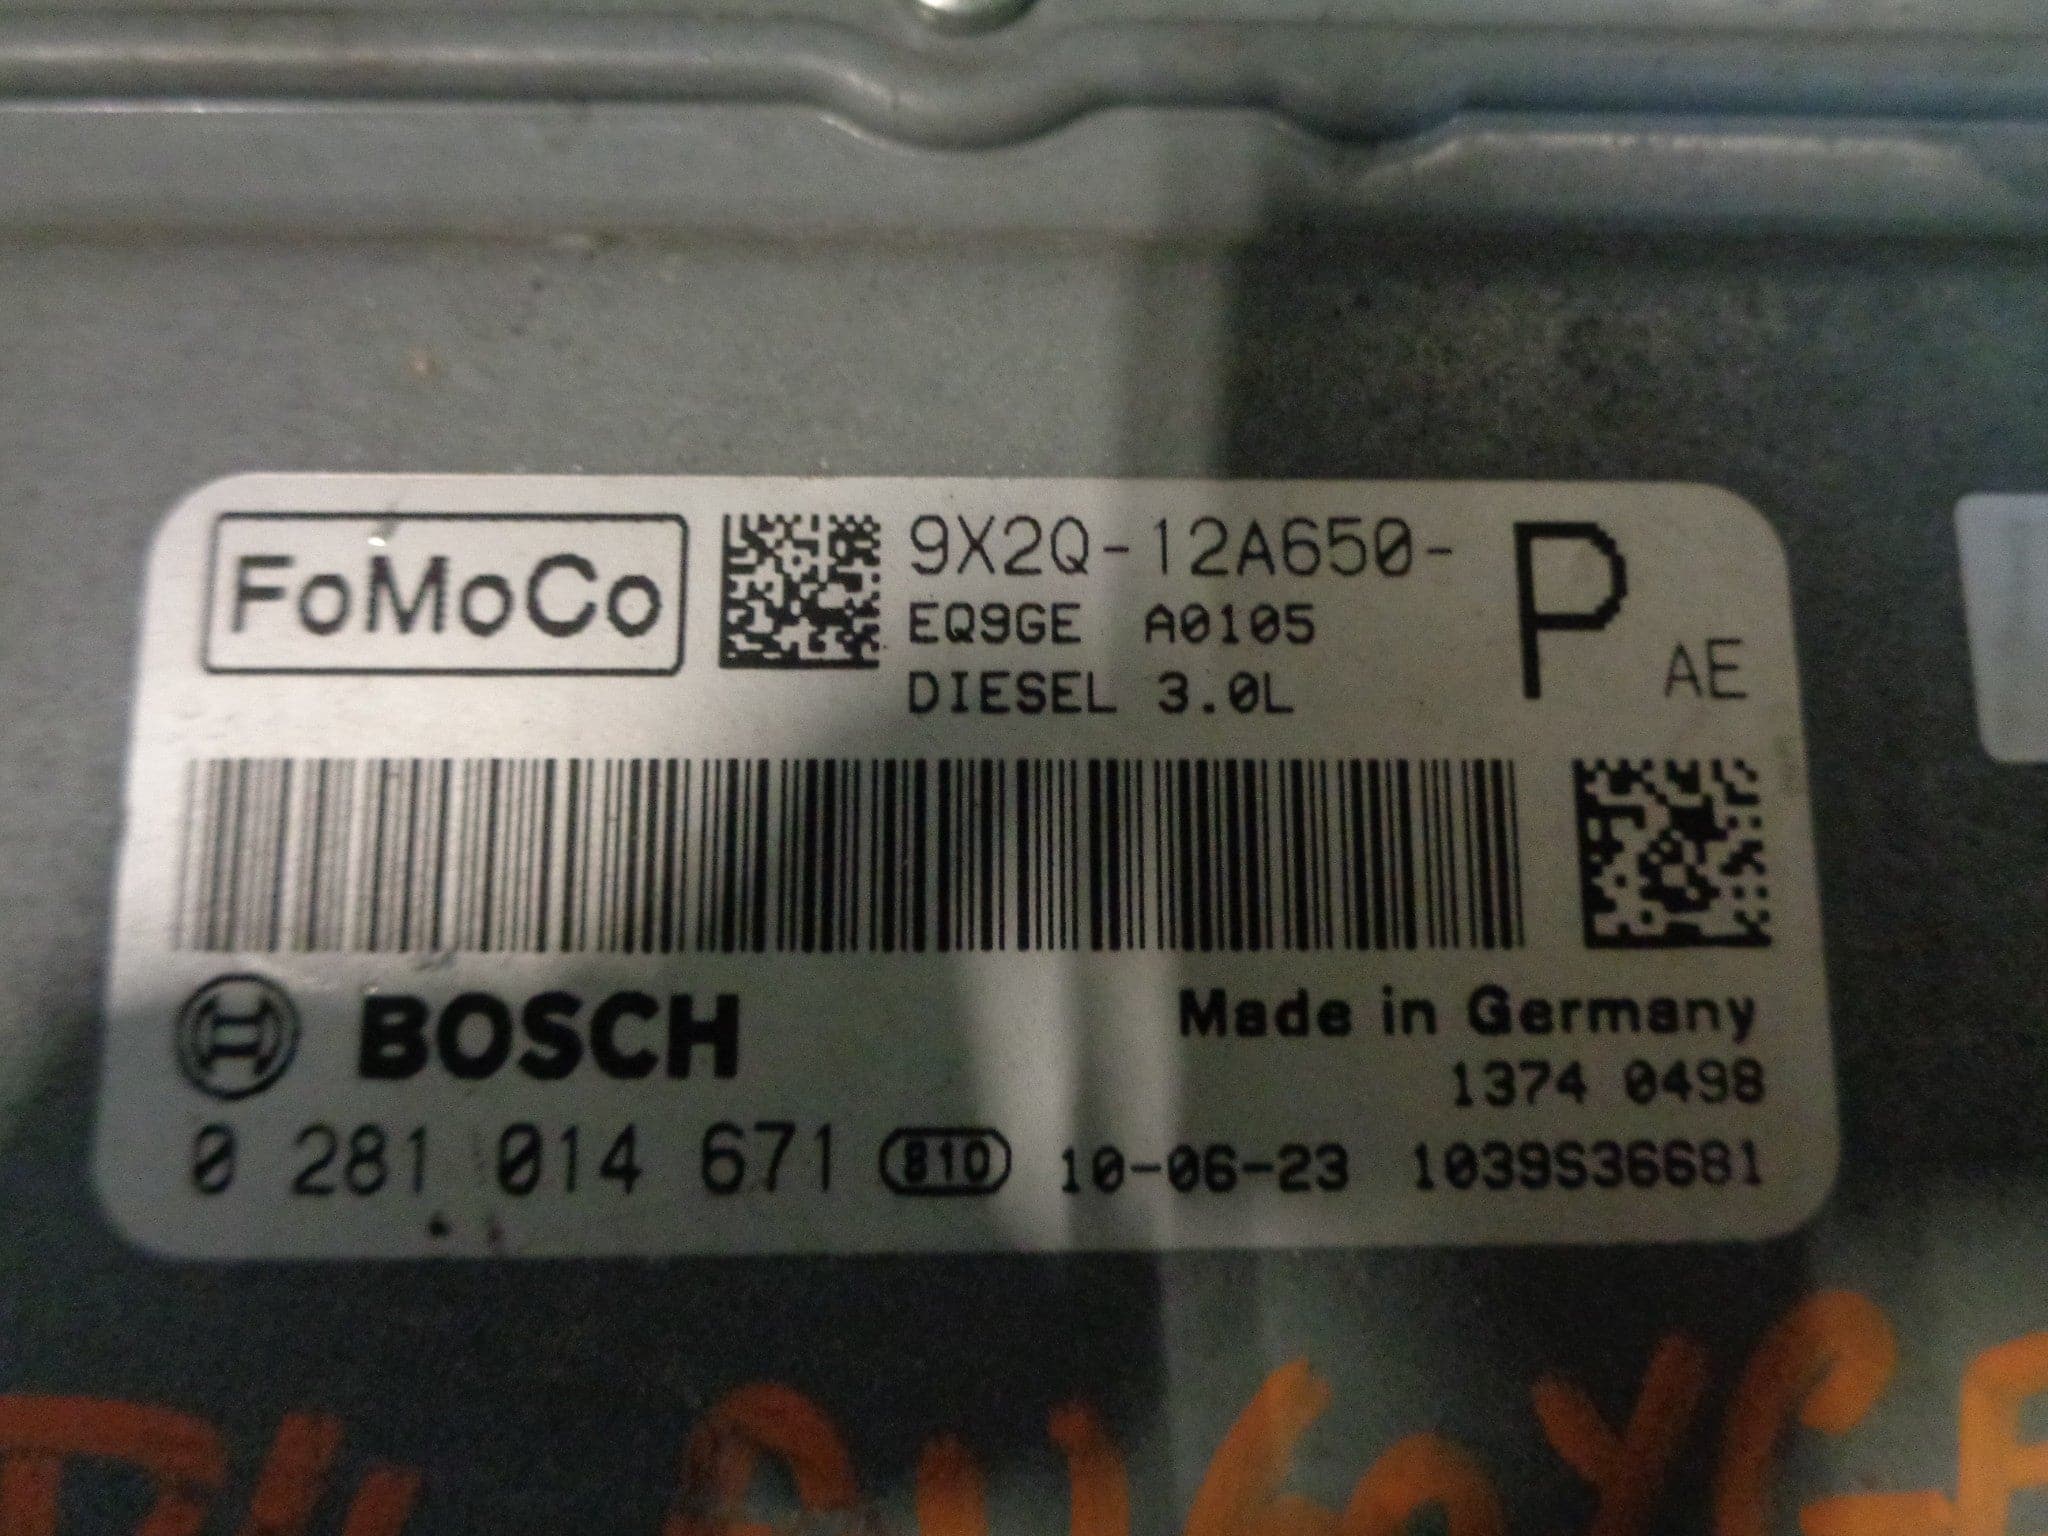 FoMoCo
9X2Q-12A650-
P
AE
EQ9GE A0105
DIESEL 3.0L
BOSCH
Made in Germany
1374 0498
0 281 014 671 810 10-06-23 1039S36681